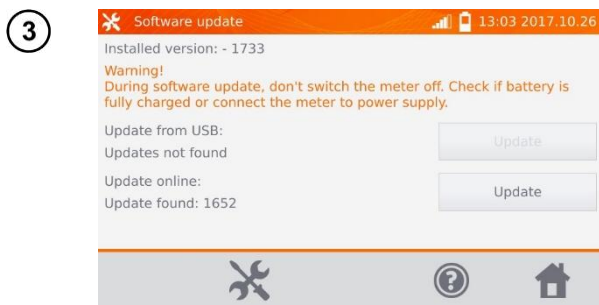 3
Software update
13:03 2017.10.26
Installed version: - 1733
Warning!
During software update, don't switch the meter off. Check if battery is
fully charged or connect the meter to power supply.
Update from USB:
Updates not found
Update
Update online:
Update found: 1652
Update
?